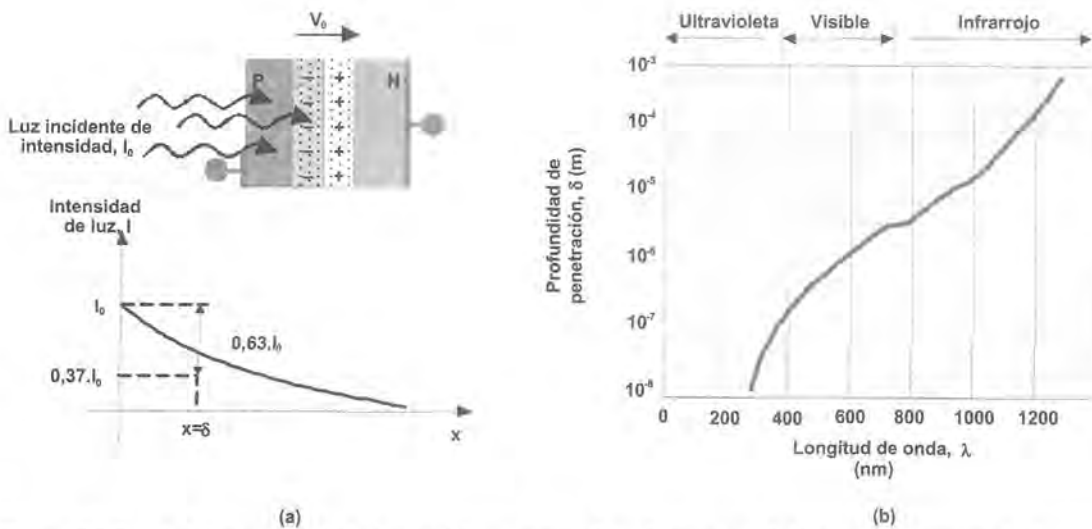 V₀
P
N
Luz incidente de
intensidad, I₀
Intensidad
de luz, I
I₀
0,63.I₀
0,37.I₀
x=δ
x
(a)
Ultravioleta
Visible
Infrarrojo
Profundidad de
penetración, δ (m)
10⁻³
10⁻⁴
10⁻⁵
10⁻⁶
10⁻⁷
10⁻⁸
0
200
400
600
800
1000
1200
Longitud de onda, λ
(nm)
(b)